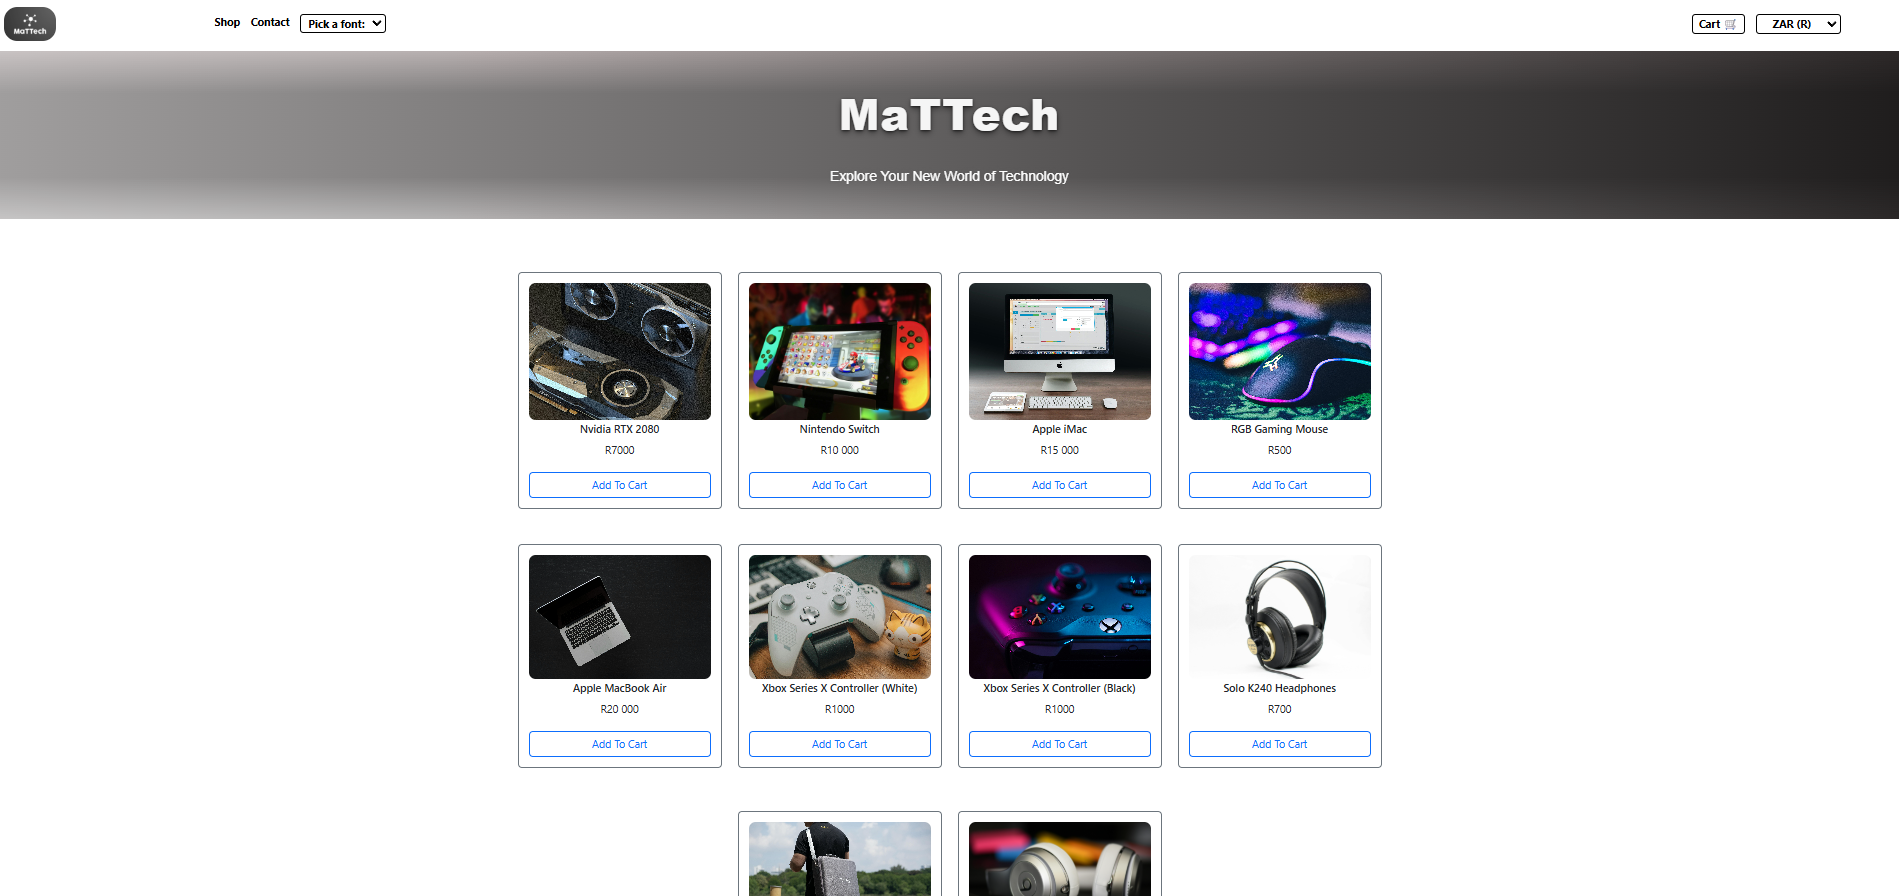 MaTTech
Shop Contact Pick a font:
Cart ZAR (R)
MaTTech
Explore Your New World of Technology
Nvidia RTX 2080
R7000
Add To Cart
Nintendo Switch
R10 000
Add To Cart
Apple iMac
R15 000
Add To Cart
RGB Gaming Mouse
R500
Add To Cart
Apple MacBook Air
R20 000
Add To Cart
Xbox Series X Controller (White)
R1000
Add To Cart
Xbox Series X Controller (Black)
R1000
Add To Cart
Solo K240 Headphones
R700
Add To Cart